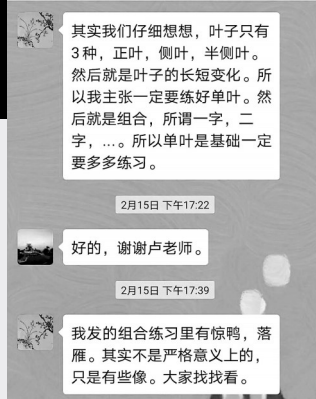 其实我们仔细想想，叶子只有
3种，正叶，侧叶，半侧叶。
然后就是叶子的长短变化。所
以我主张一定要练好单叶。然
后就是组合，所谓一字，二
字，…。所以单叶是基础一定
要多多练习。
2月15日 下午17:22
好的，谢谢卢老师。
2月15日 下午17:39
我发的组合练习里有惊鸭，落
雁。其实不是严格意义上的，
只是有些像。大家找找看。